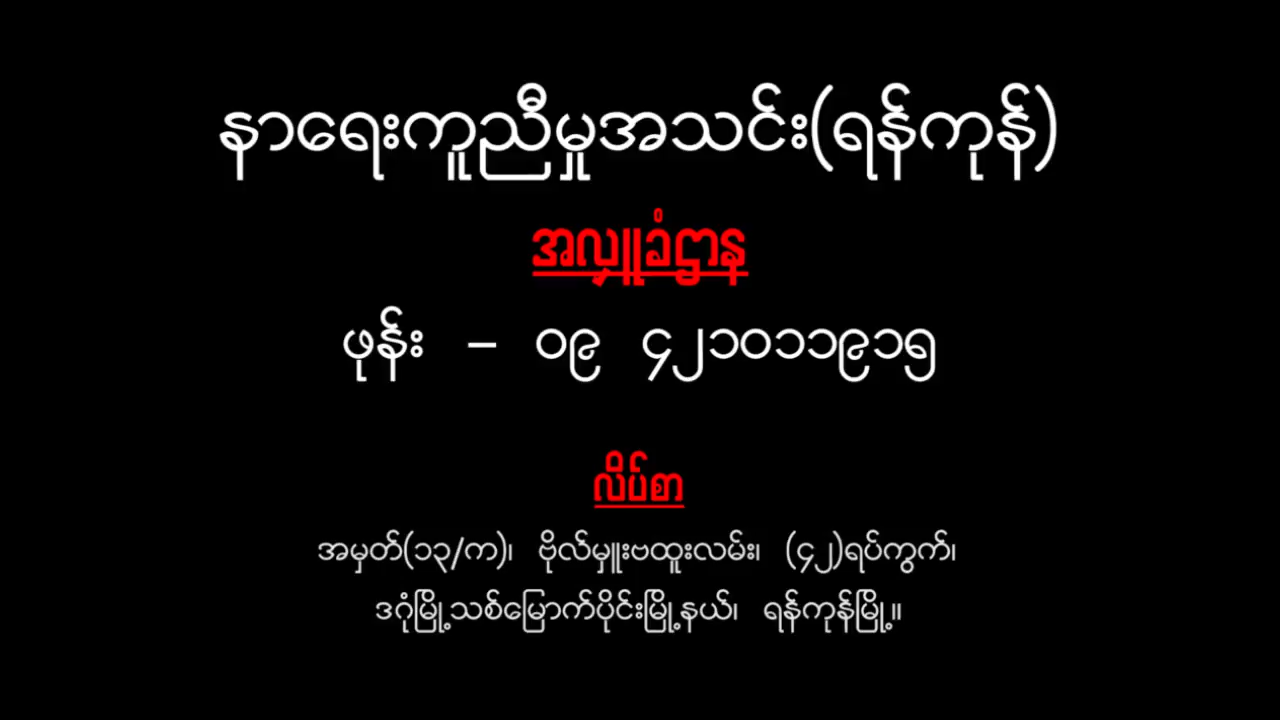 နာရေးကူညီမှုအသင်း(ရန်ကုန်)
အလှူခံဌာန
ဖုန်း – ၀၉ ၄၂၁၀၁၁၉၁၅
လိပ်စာ
အမှတ်(၁၃/က)၊ ဗိုလ်မှူးဗထူးလမ်း၊ (၄၂)ရပ်ကွက်၊
ဒဂုံမြို့သစ်မြောက်ပိုင်းမြို့နယ်၊ ရန်ကုန်မြို့။